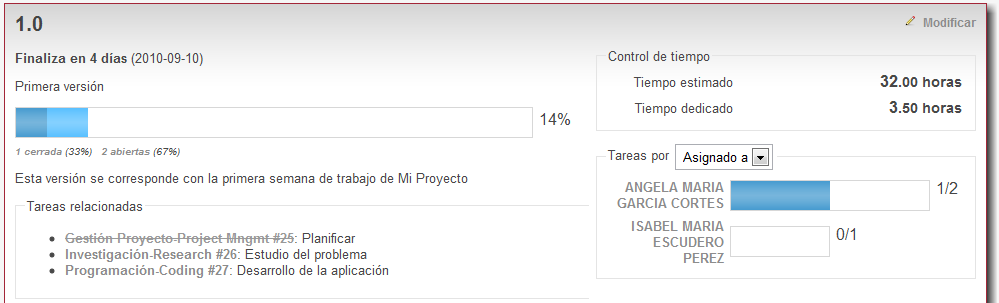 1.0
Modificar
Finaliza en 4 días (2010-09-10)
Primera versión
14%
1 cerrada (33%) 2 abiertas (67%)
Esta versión se corresponde con la primera semana de trabajo de Mi Proyecto
Tareas relacionadas
Gestión Proyecto-Project Mngmt #25: Planificar
Investigación-Research #26: Estudio del problema
Programación-Coding #27: Desarrollo de la aplicación
Control de tiempo
Tiempo estimado 32.00 horas
Tiempo dedicado 3.50 horas
Tareas por Asignado a
ANGELA MARIA
GARCIA CORTES
1/2
ISABEL MARIA
ESCUDERO
PEREZ
0/1